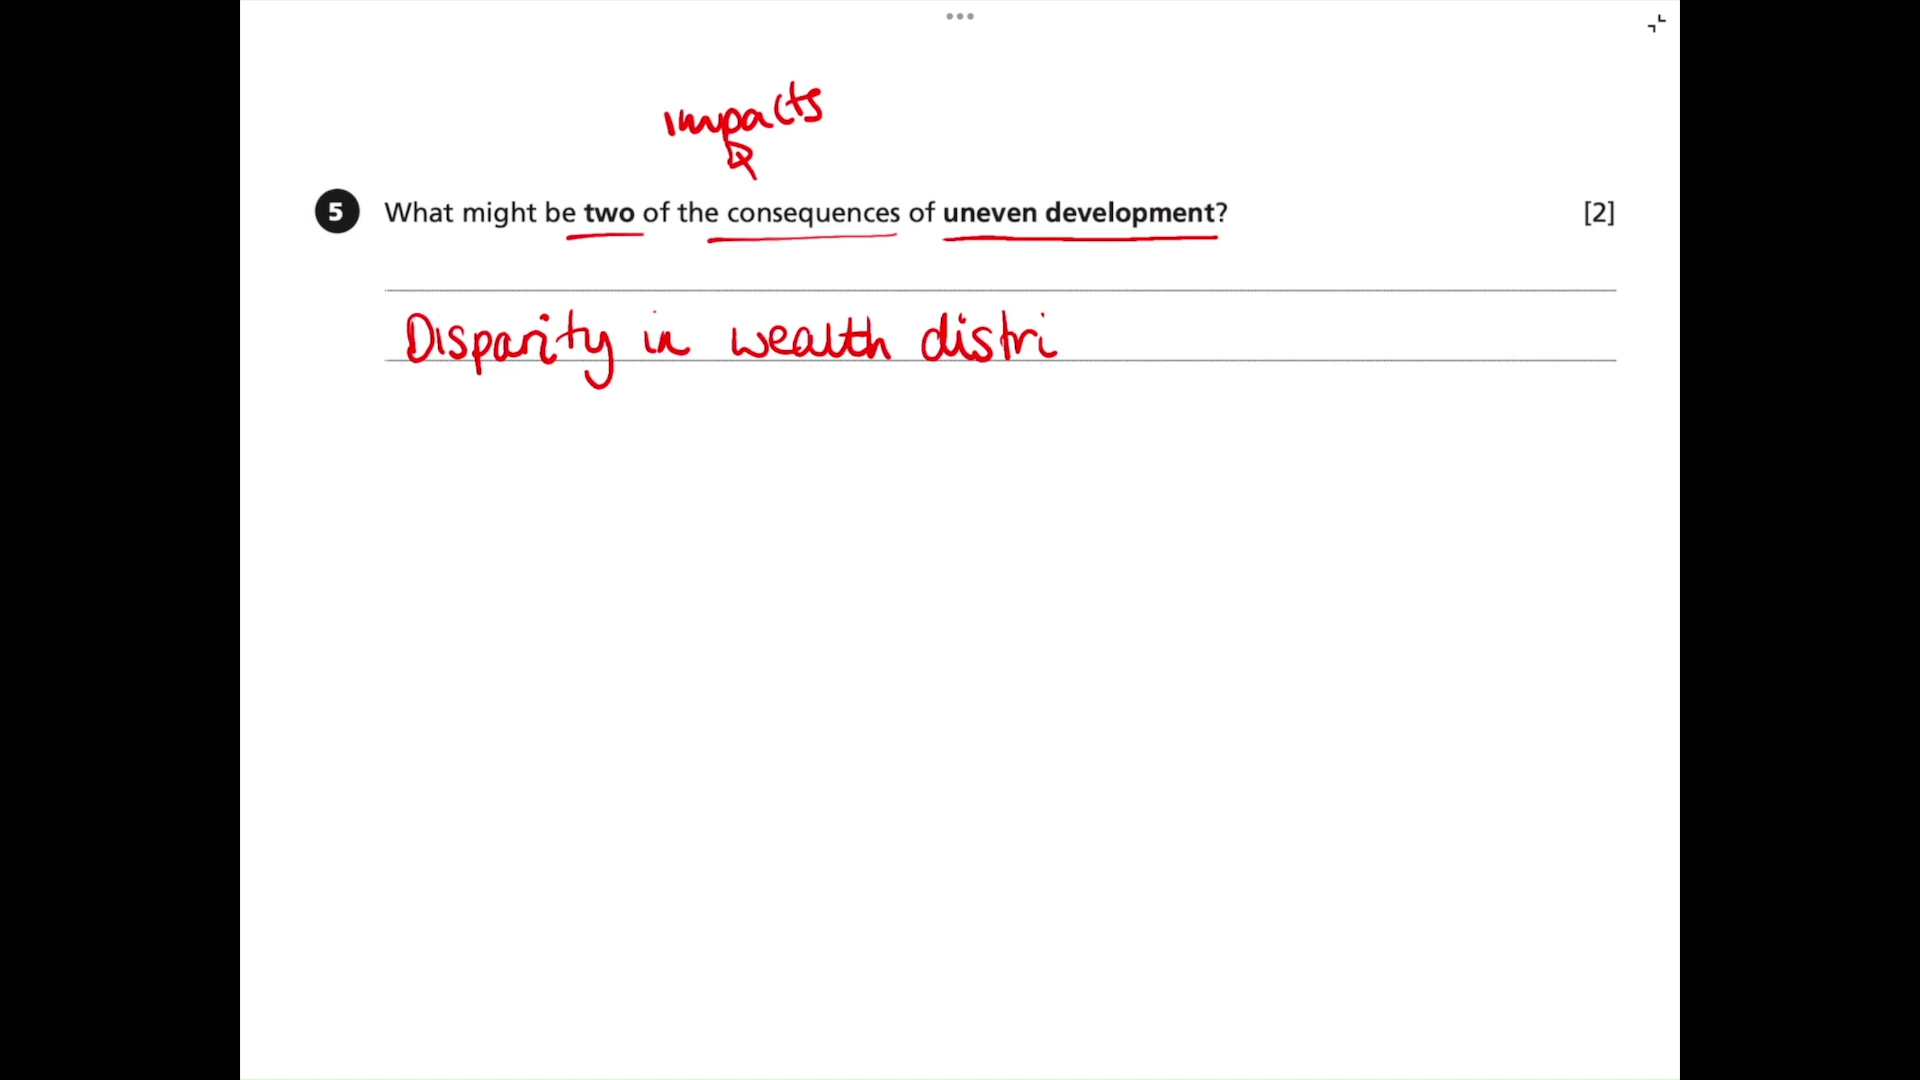 impacts
5 What might be two of the consequences of uneven development? [2]
Disparity in wealth distri